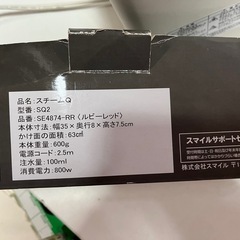 品名: スチームQ
型番: SQ2
品番: SE4874-RR〈ルビーレッド〉
本体寸法: 幅35×奥行8×高さ7.5cm
かけ面の面積: 63㎠
本体重量: 600g
電源コード: 2.5m
注水量: 100ml
消費電力: 800w
スマイルサポートセ
株式会社スマイル